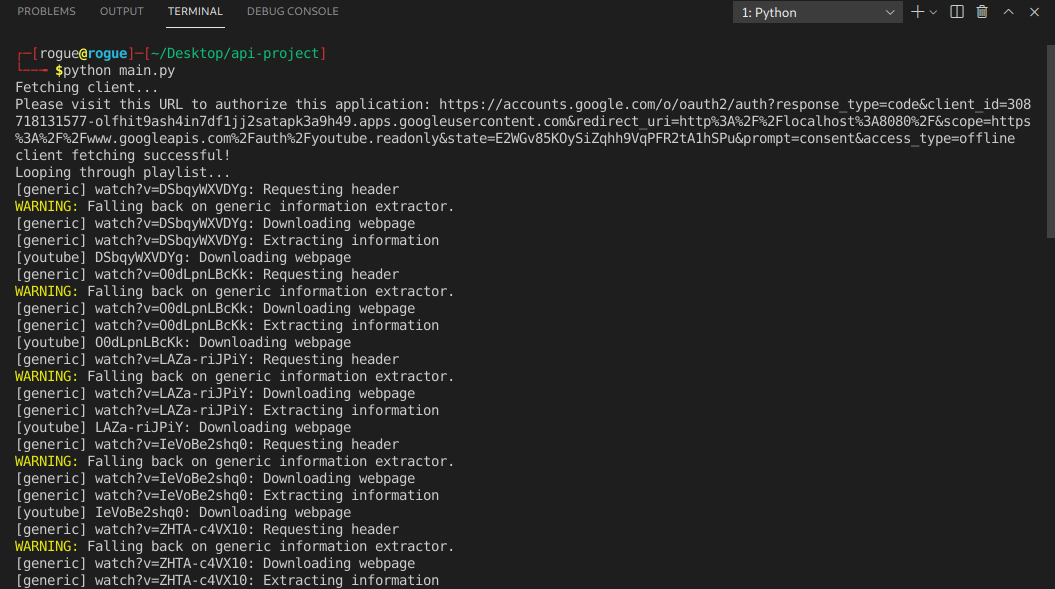 PROBLEMS OUTPUT TERMINAL DEBUG CONSOLE 1: Python
┌─[rogue@rogue]─[~/Desktop/api-project]
└──╼ $python main.py
Fetching client...
Please visit this URL to authorize this application: https://accounts.google.com/o/oauth2/auth?response_type=code&client_id=308
718131577-olfhit9ash4in7df1jj2satapk3a9h49.apps.googleusercontent.com&redirect_uri=http%3A%2F%2Flocalhost%3A8080%2F&scope=https
%3A%2F%2Fwww.googleapis.com%2Fauth%2Fyoutube.readonly&state=E2WGv85KOySiZqhh9VqPFR2tA1hSPu&prompt=consent&access_type=offline
client fetching successful!
Looping through playlist...
[generic] watch?v=DSbqyWXVDYg: Requesting header
WARNING: Falling back on generic information extractor.
[generic] watch?v=DSbqyWXVDYg: Downloading webpage
[generic] watch?v=DSbqyWXVDYg: Extracting information
[youtube] DSbqyWXVDYg: Downloading webpage
[generic] watch?v=O0dLpnLBcKk: Requesting header
WARNING: Falling back on generic information extractor.
[generic] watch?v=O0dLpnLBcKk: Downloading webpage
[generic] watch?v=O0dLpnLBcKk: Extracting information
[youtube] O0dLpnLBcKk: Downloading webpage
[generic] watch?v=LAZa-riJPiY: Requesting header
WARNING: Falling back on generic information extractor.
[generic] watch?v=LAZa-riJPiY: Downloading webpage
[generic] watch?v=LAZa-riJPiY: Extracting information
[youtube] LAZa-riJPiY: Downloading webpage
[generic] watch?v=IeVoBe2shq0: Requesting header
WARNING: Falling back on generic information extractor.
[generic] watch?v=IeVoBe2shq0: Downloading webpage
[generic] watch?v=IeVoBe2shq0: Extracting information
[youtube] IeVoBe2shq0: Downloading webpage
[generic] watch?v=ZHTA-c4VX10: Requesting header
WARNING: Falling back on generic information extractor.
[generic] watch?v=ZHTA-c4VX10: Downloading webpage
[generic] watch?v=ZHTA-c4VX10: Extracting information